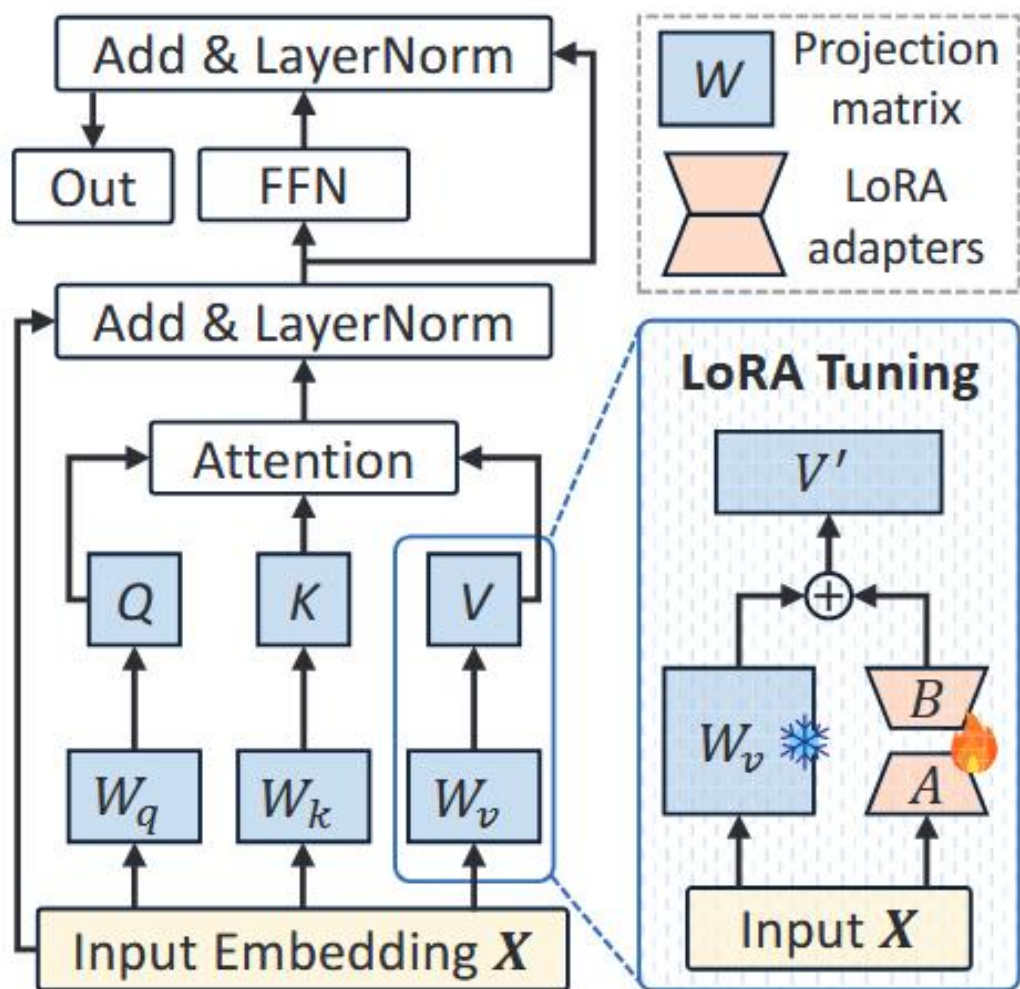 Add & LayerNorm
Out
FFN
Add & LayerNorm
Attention
Q
K
V
W_q
W_k
W_v
Input Embedding X
W
Projection
matrix
LoRA
adapters
LoRA Tuning
V′
W_v
B
A
Input X